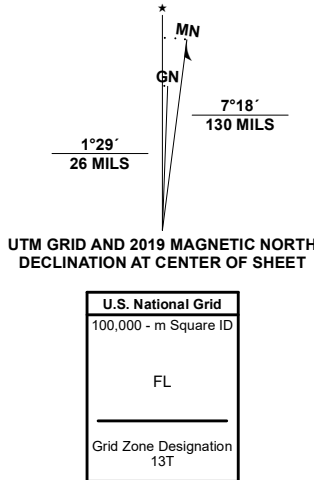 ★
MN
GN
7°18´
130 MILS
1°29´
26 MILS
UTM GRID AND 2019 MAGNETIC NORTH
DECLINATION AT CENTER OF SHEET
U.S. National Grid
100,000 - m Square ID
FL
Grid Zone Designation
13T